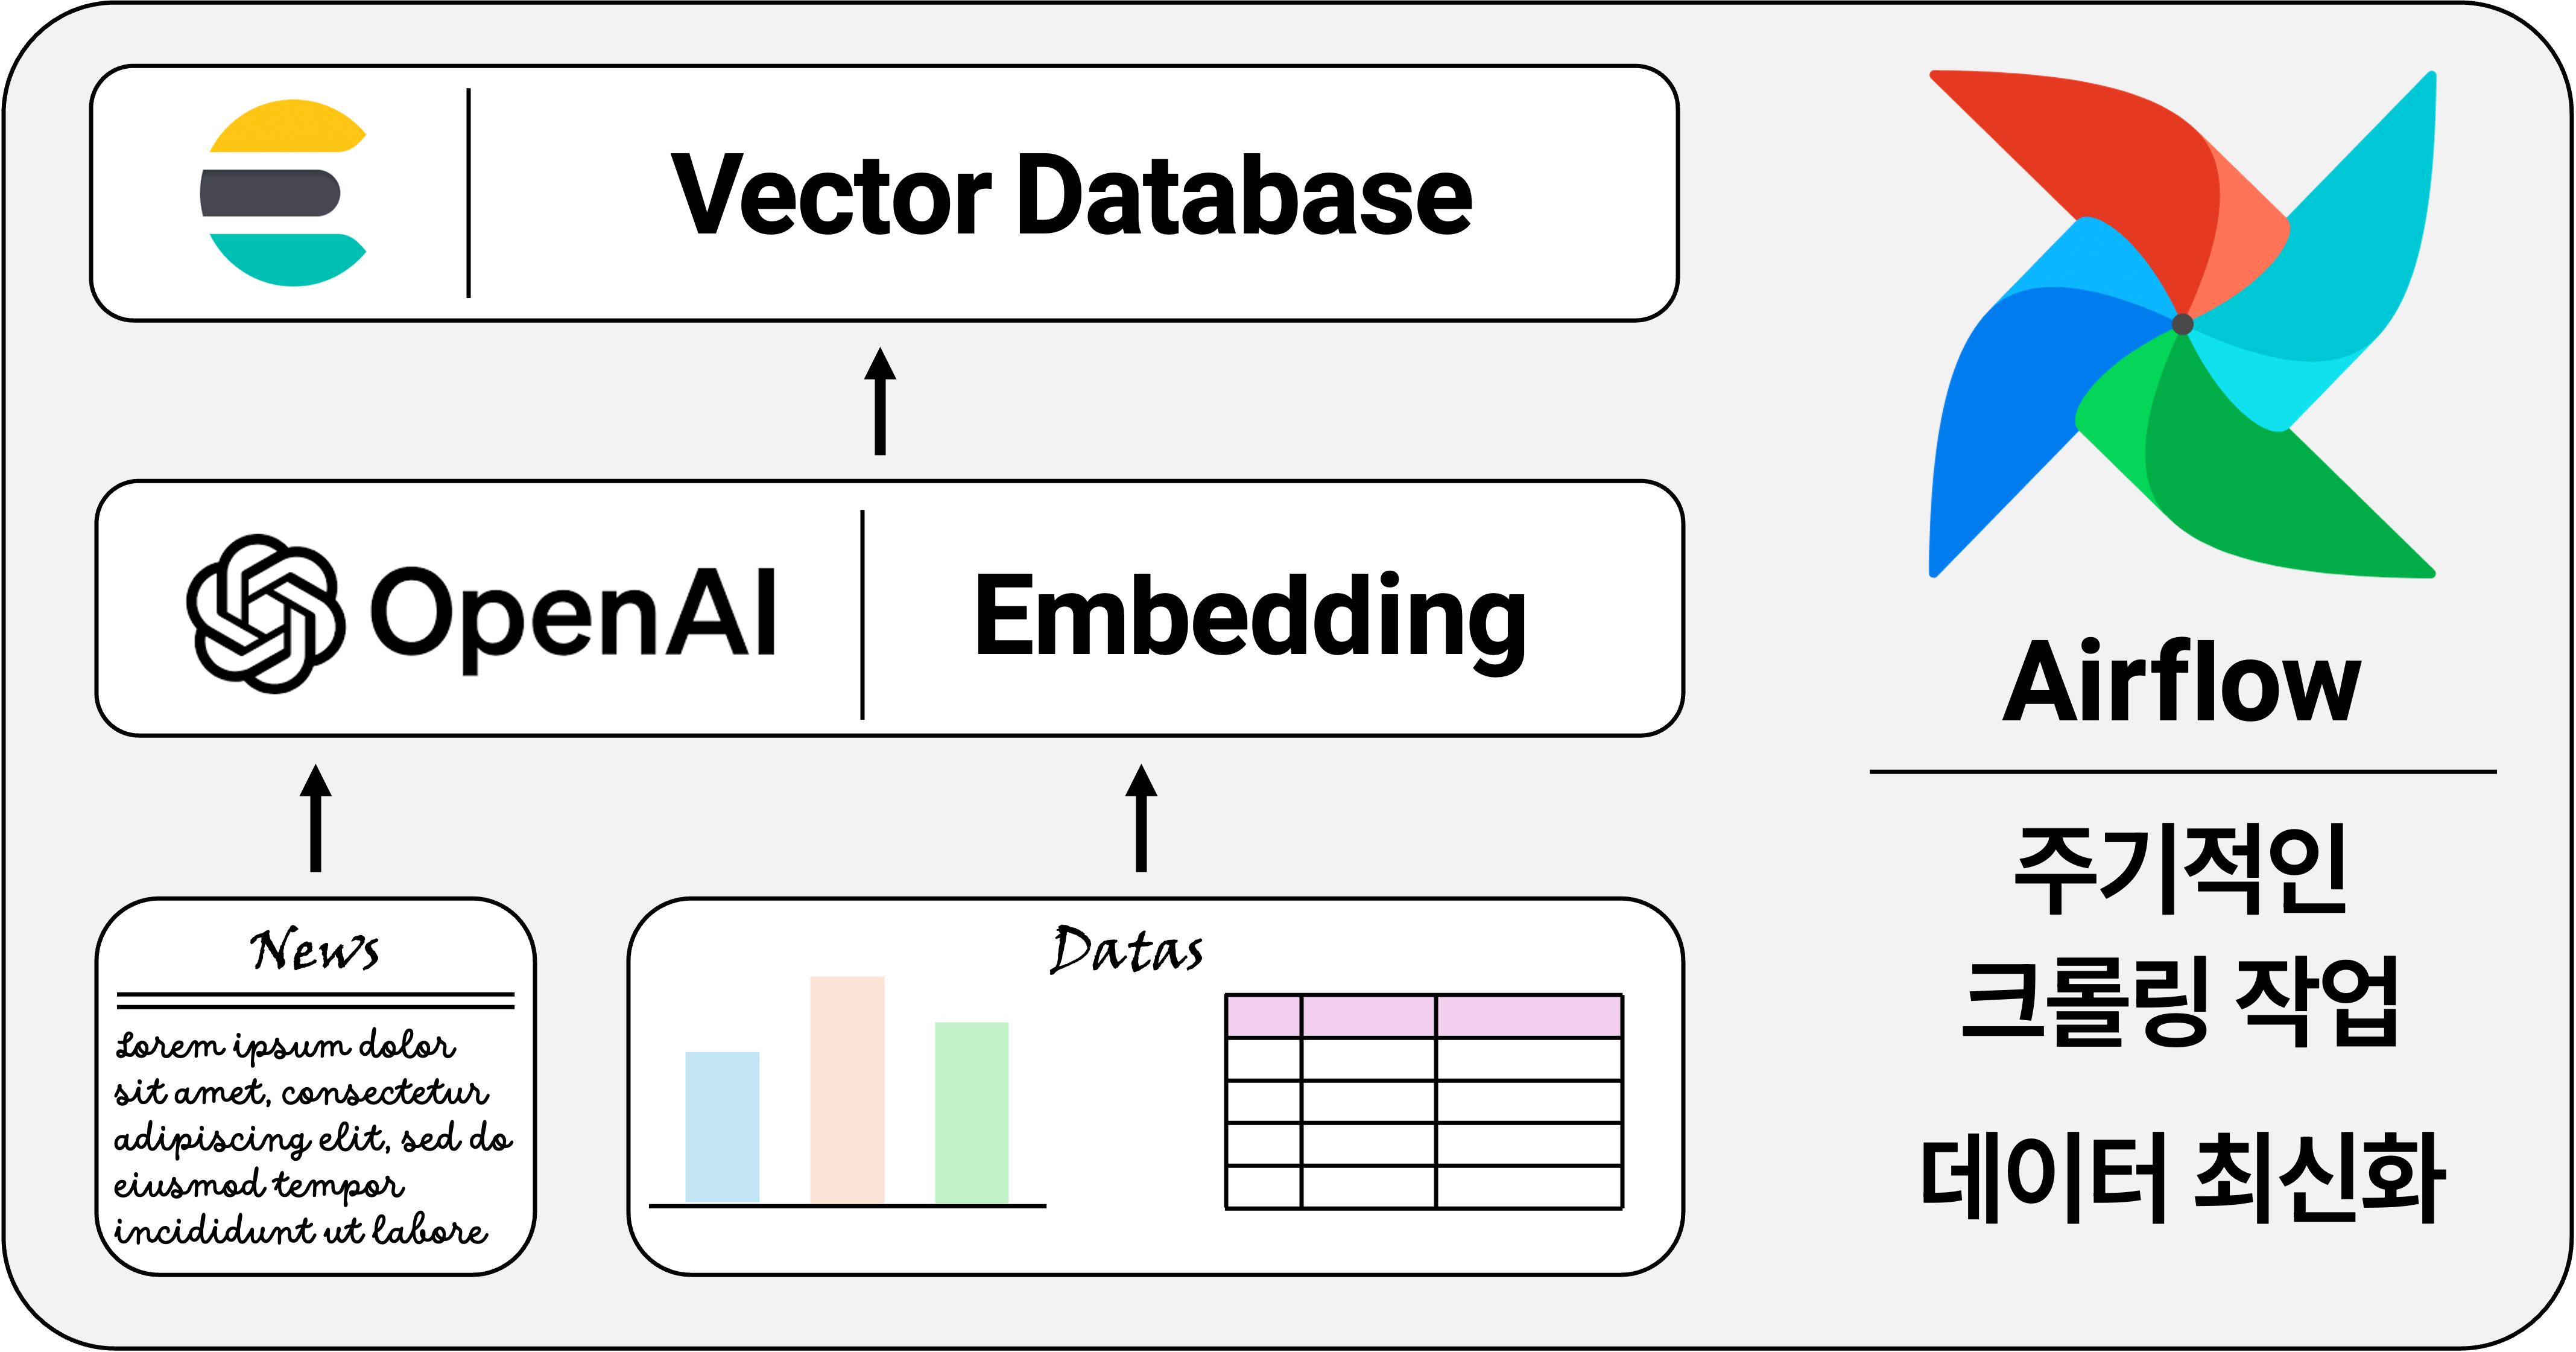 Vector Database
OpenAI
Embedding
News
Lorem ipsum dolor
sit amet, consectetur
adipiscing elit, sed do
eiusmod tempor
incididunt ut labore
Datas
Airflow
주기적인
크롤링 작업
데이터 최신화